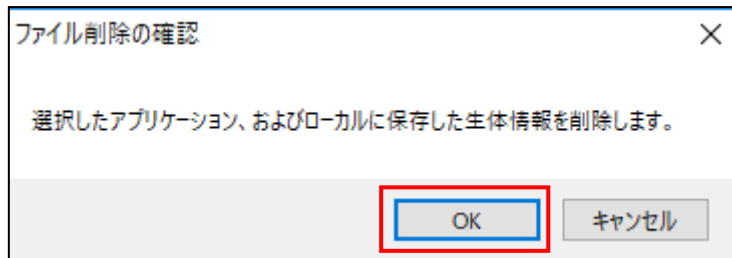 ファイル削除の確認
選択したアプリケーション、およびローカルに保存した生体情報を削除します。
OK
キャンセル